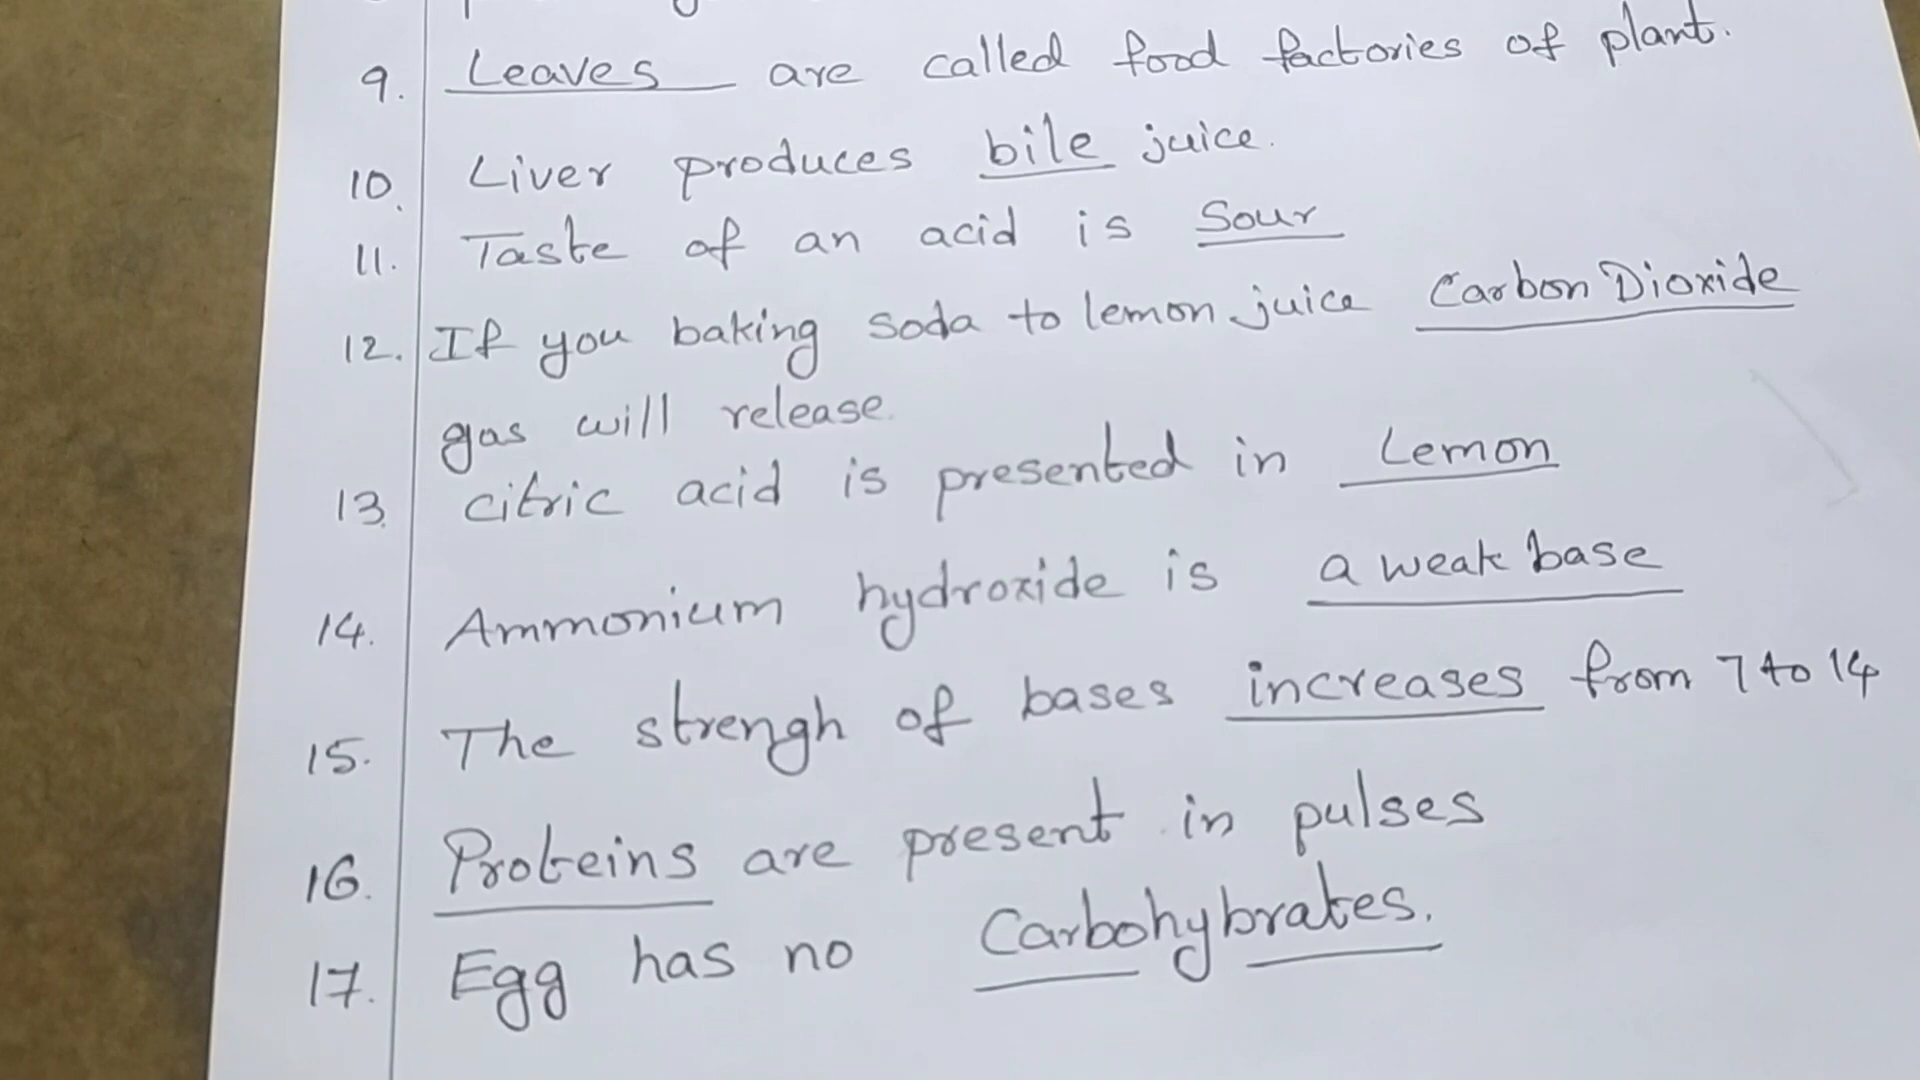 9. Leaves are called food factories of plant.
10. Liver produces bile juice.
11. Taste of an acid is Sour
12. If you baking soda to lemon juice Carbon Dioxide
gas will release.
13. citric acid is presented in Lemon
14. Ammonium hydroxide is a weak base
15. The strengh of bases increases from 7 to 14
16. Proteins are present in pulses
17. Egg has no Carbohybrates.